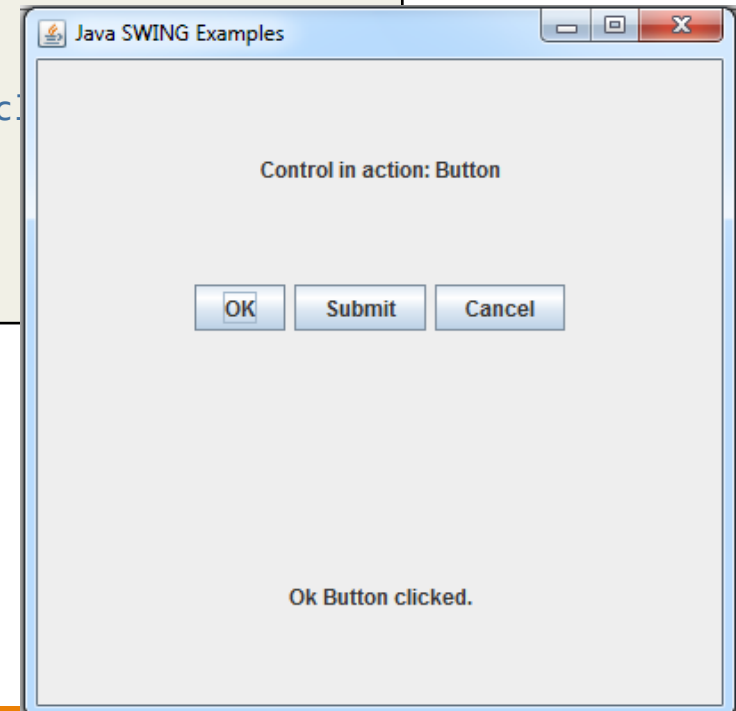 Java SWING Examples
Control in action: Button
OK Submit Cancel
Ok Button clicked.